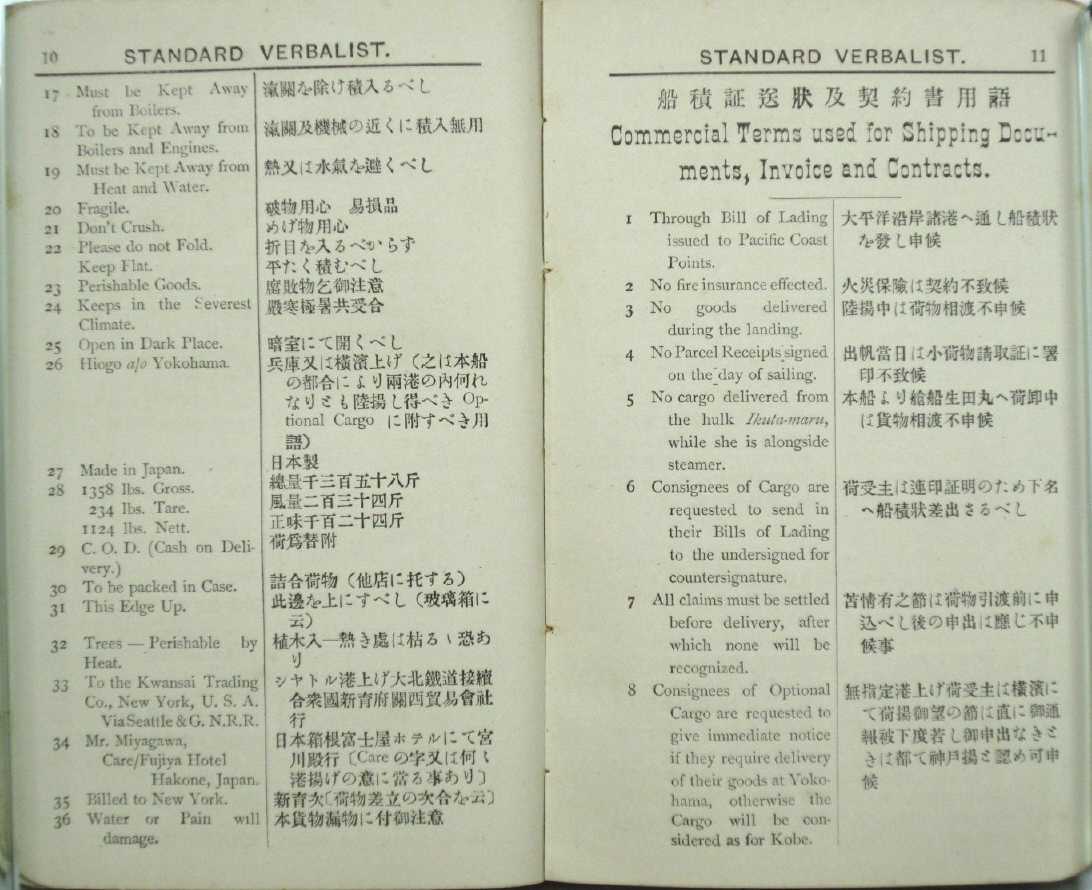 10 STANDARD VERBALIST.
17 Must be Kept Away 滊關を除け積入るべし
from Boilers.
18 To be Kept Away from 滊關及機械の近くに積入無用
Boilers and Engines.
19 Must be Kept Away from 熱又は水氣を避くべし
Heat and Water.
20 Fragile. 破物用心 易損品
21 Don't Crush. めげ物用心
22 Please do not Fold. 折目を入るべからず
Keep Flat. 平たく積むべし
23 Perishable Goods. 腐敗物乞御注意
24 Keeps in the Severest 嚴寒極暑共受合
Climate.
25 Open in Dark Place. 暗室にて開くべし
26 Hiogo a/o Yokohama. 兵庫又は橫濱上げ（之は本船
の都合により兩港の內何れ
なりとも陸揚し得べき Op-
tional Cargo に附すべき用
語）
27 Made in Japan. 日本製
28 1358 lbs. Gross. 總量千三百五十八斤
234 lbs. Tare. 風量二百三十四斤
1124 lbs. Nett. 正味千百二十四斤
29 C. O. D. (Cash on Deli- 荷爲替附
very.)
30 To be packed in Case. 詰合荷物（他店に托する）
31 This Edge Up. 此邊を上にすべし（玻璃箱に
云）
32 Trees — Perishable by 植木入—熱き處は枯るゝ恐あ
Heat. り
33 To the Kwansai Trading シヤトル港上げ大北鐵道接續
Co., New York, U. S. A. 合衆國新育府關西貿易會社
Via Seattle & G. N.R.R. 行
34 Mr. Miyagawa, 日本箱根富士屋ホテルにて宮
Care/Fujiya Hotel 川殿行〔Careの字又は何く
Hakone, Japan. 港揚げの意に當る事あり〕
35 Billed to New York. 新育次〔荷物差立の次合を云〕
36 Water or Pain will 本貨物漏物に付御注意
damage.
STANDARD VERBALIST. 11
船積証送狀及契約書用語
Commercial Terms used for Shipping Docu-
ments, Invoice and Contracts.
1 Through Bill of Lading 大平洋沿岸諸港へ通し船積狀
issued to Pacific Coast を發し申候
Points.
2 No fire insurance effected. 火災保險は契約不致候
3 No goods delivered 陸揚中は荷物相渡不申候
during the landing.
4 No Parcel Receipts signed 出帆當日は小荷物請取証に署
on the day of sailing. 印不致候
5 No cargo delivered from 本船より艙船生田丸へ荷卸中
the hulk Ikuta-maru, は貨物相渡不申候
while she is alongside
steamer.
6 Consignees of Cargo are 荷受主は連印証明のため下名
requested to send in へ船積狀差出さるべし
their Bills of Lading
to the undersigned for
countersignature.
7 All claims must be settled 苦情有之節は荷物引渡前に申
before delivery, after 込べし後の申出は應じ不申
which none will be 候事
recognized.
8 Consignees of Optional 無指定港上げ荷受主は橫濱に
Cargo are requested to て荷揚御望の節は直に御通
give immediate notice 報被下度若し御申出なきと
if they require delivery きは都て神戶揚と認め可申
of their goods at Yoko- 候
hama, otherwise the
Cargo will be con-
sidered as for Kobe.